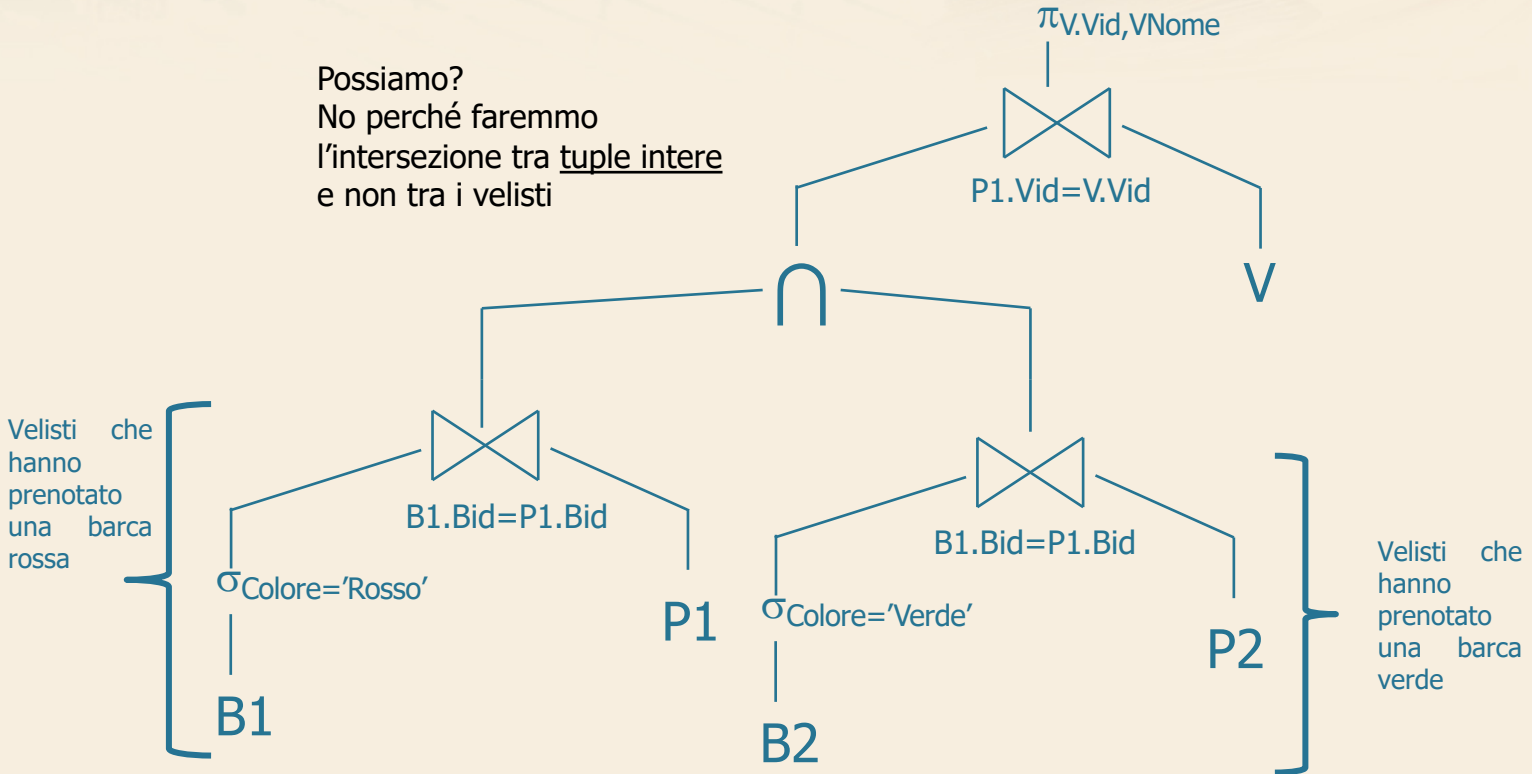 πV.Vid,VNome
Possiamo?
No perché faremmo
l'intersezione tra tuple intere
e non tra i velisti
P1.Vid=V.Vid
∩
V
Velisti che
hanno
prenotato
una barca
rossa
B1.Bid=P1.Bid
σColore='Rosso'
P1
B1
B1.Bid=P1.Bid
σColore='Verde'
P2
B2
Velisti che
hanno
prenotato
una barca
verde